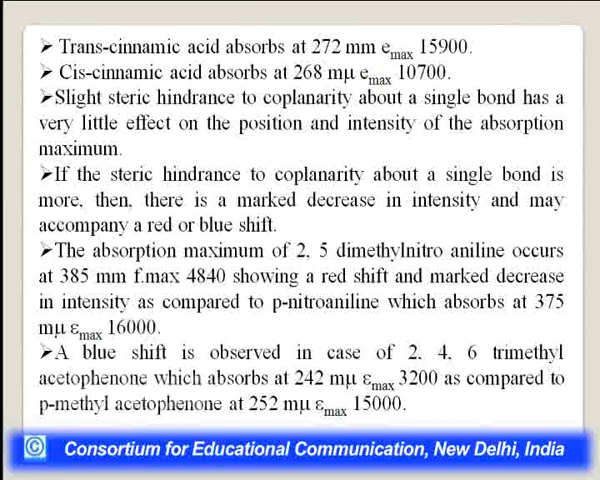 ➤ Trans-cinnamic acid absorbs at 272 mm emax 15900.
➤ Cis-cinnamic acid absorbs at 268 mµ emax 10700.
➤Slight steric hindrance to coplanarity about a single bond has a
very little effect on the position and intensity of the absorption
maximum.
➤If the steric hindrance to coplanarity about a single bond is
more, then, there is a marked decrease in intensity and may
accompany a red or blue shift.
➤The absorption maximum of 2, 5 dimethylnitro aniline occurs
at 385 mm f.max 4840 showing a red shift and marked decrease
in intensity as compared to p-nitroaniline which absorbs at 375
mµ εmax 16000.
➤A blue shift is observed in case of 2, 4, 6 trimethyl
acetophenone which absorbs at 242 mµ εmax 3200 as compared to
p-methyl acetophenone at 252 mµ εmax 15000.
© Consortium for Educational Communication, New Delhi, India